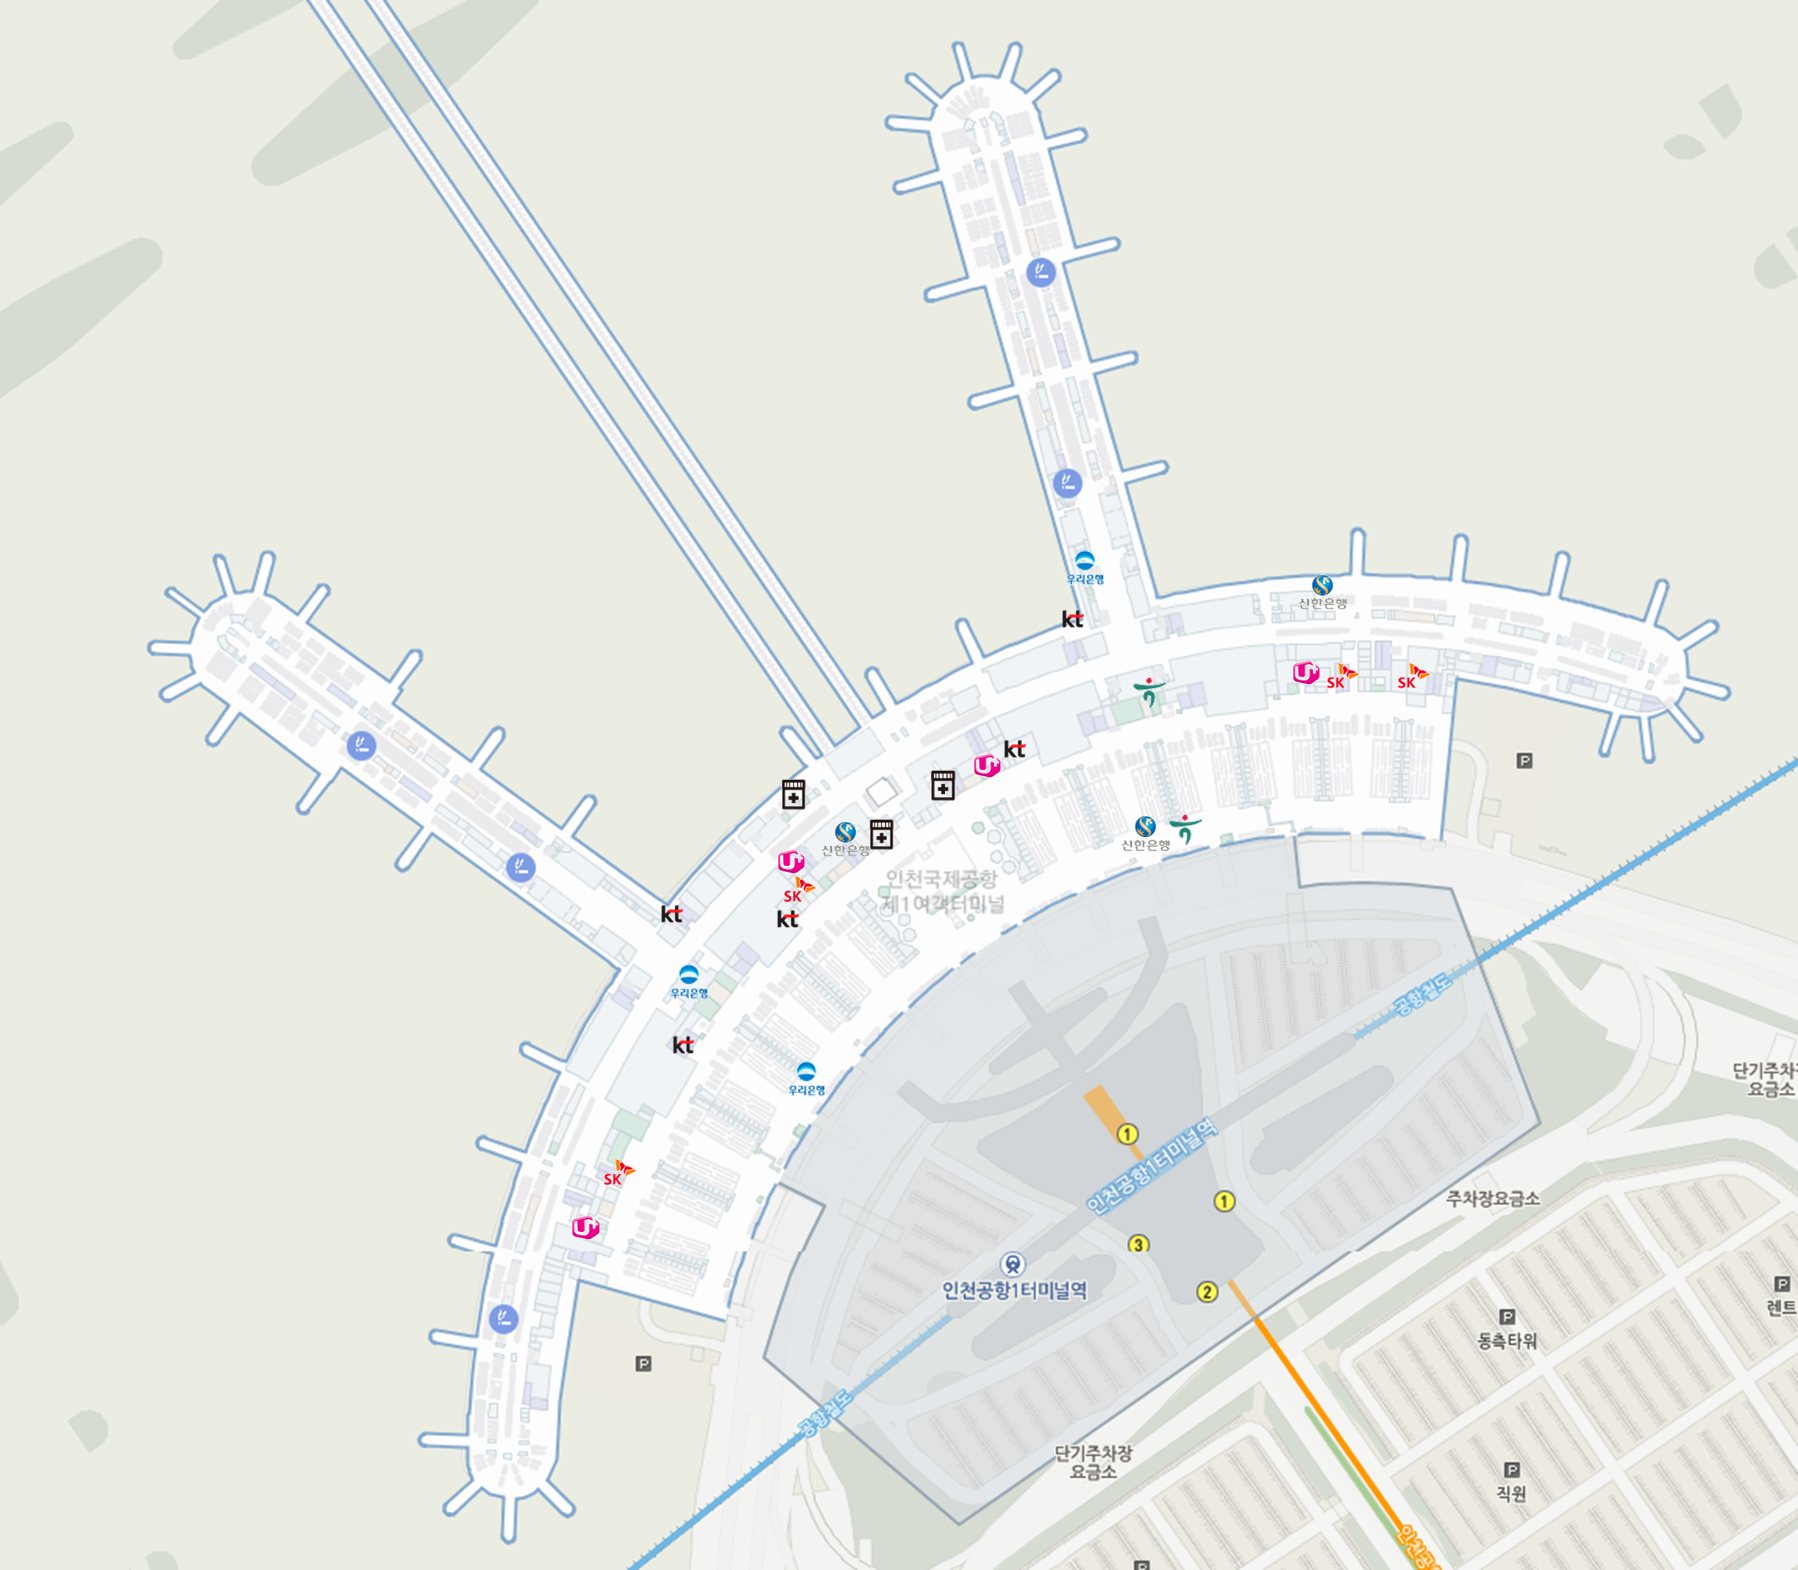 우리은행
kt
신한은행
U+
SK
SK
kt
U+
신한은행
U+
SK
kt
kt
신한은행
인천국제공항
제1여객터미널
우리은행
kt
우리은행
SK
U+
P
공항철도
단기주차
요금소
1
인천공항1터미널역
1
주차장요금소
3
인천공항1터미널역
2
P
렌트
P
동측타워
P
공항철도
단기주차장
요금소
P
직원
인천공
P